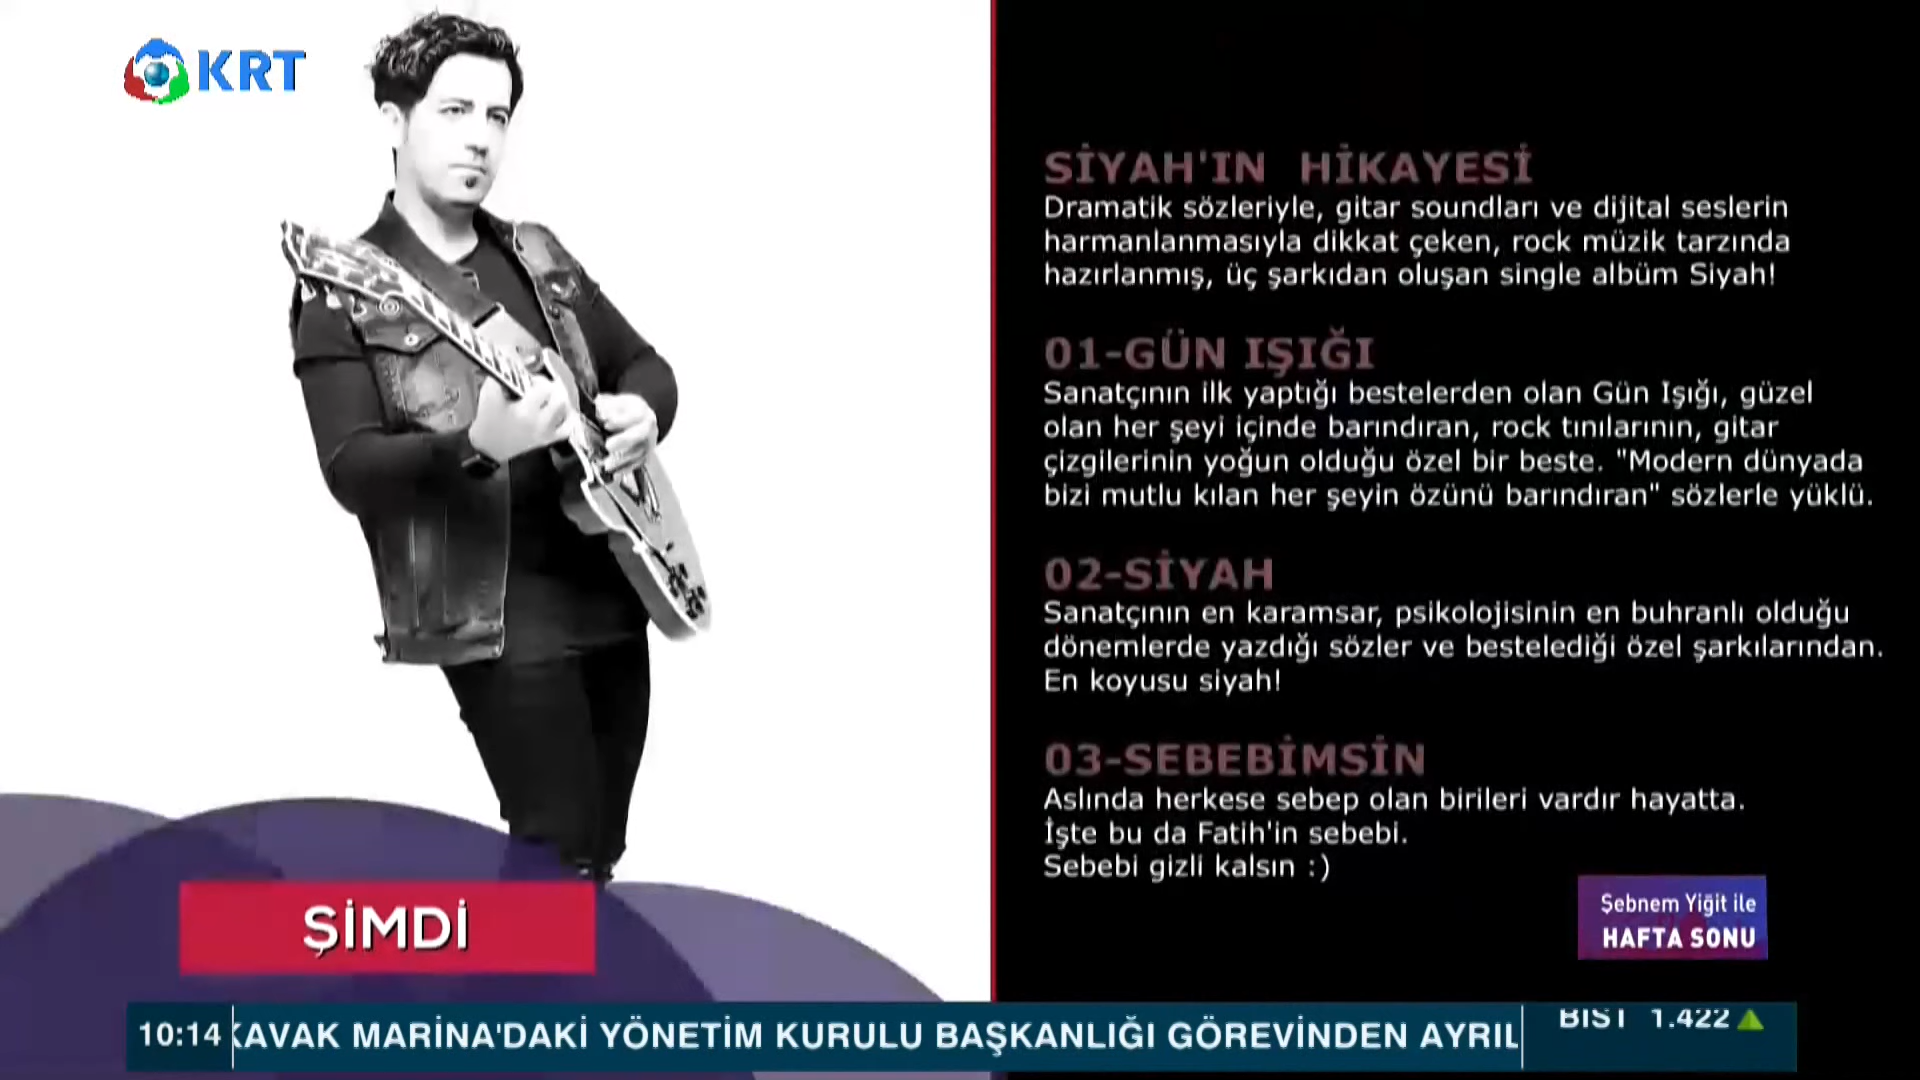 KRT
SİYAH'IN HİKAYESİ
Dramatik sözleriyle, gitar soundları ve dijital seslerin
harmanlanmasıyla dikkat çeken, rock müzik tarzında
hazırlanmış, üç şarkıdan oluşan single albüm Siyah!
01-GÜN IŞIĞI
Sanatçının ilk yaptığı bestelerden olan Gün Işığı, güzel
olan her şeyi içinde barındıran, rock tınılarının, gitar
çizgilerinin yoğun olduğu özel bir beste. "Modern dünyada
bizi mutlu kılan her şeyin özünü barındıran" sözlerle yüklü.
02-SİYAH
Sanatçının en karamsar, psikolojisinin en buhranlı olduğu
dönemlerde yazdığı sözler ve bestelediği özel şarkılarından.
En koyusu siyah!
03-SEBEBİMSİN
Aslında herkese sebep olan birileri vardır hayatta.
İşte bu da Fatih'in sebebi.
Sebebi gizli kalsın :)
Şebnem Yiğit ile
HAFTA SONU
ŞİMDİ
10:14 KAVAK MARİNA'DAKİ YÖNETİM KURULU BAŞKANLIĞI GÖREVİNDEN AYRIL BIST 1.422